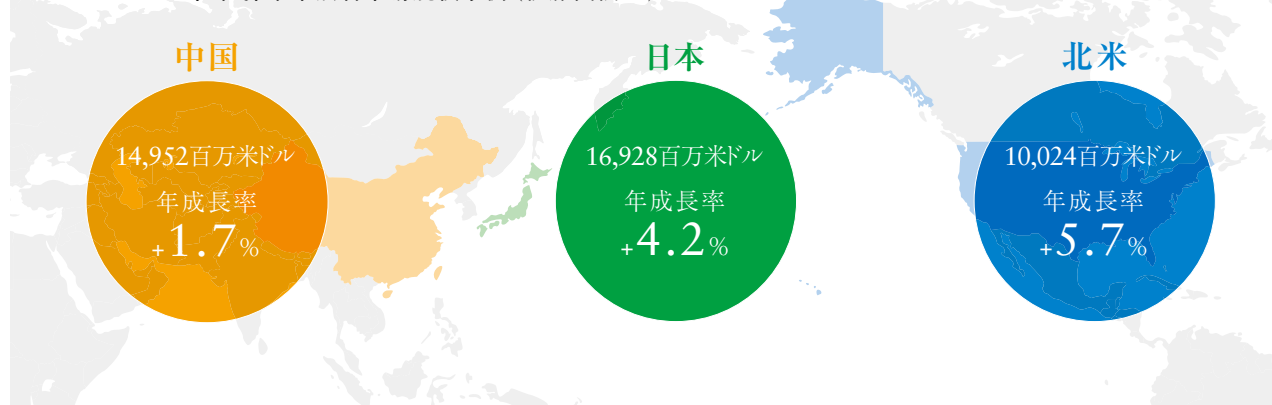 中国
14,952百万米ドル
年成長率
+1.7%
日本
16,928百万米ドル
年成長率
+4.2%
北米
10,024百万米ドル
年成長率
+5.7%